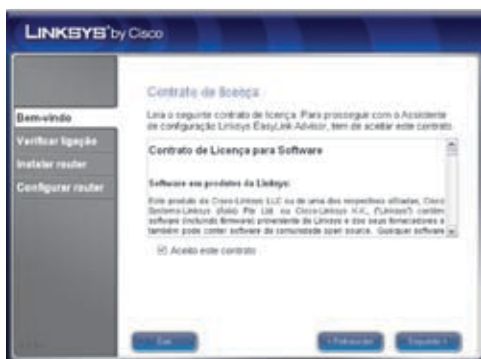 LINKSYS by Cisco
Contrato de licença
Bem-vindo
Verificar ligação
Instalar router
Configurar router
Leia o seguinte contrato de licença. Para prosseguir com o Assistente
de configuração Linksys EasyLink Advisor, tem de aceitar este contrato.
Contrato de Licença para Software
Software em produtos da Linksys:
Este produto da Cisco-Linksys LLC ou de uma das respectivas afiliadas, Cisco
Systems-Linksys (Asia) Pte Ltd. ou Cisco-Linksys K.K. ("Linksys") contém
software (incluindo firmware) proveniente da Linksys e dos seus fornecedores e
também pode conter software da comunidade open source. Qualquer software
Aceito este contrato
Sair
Seguinte